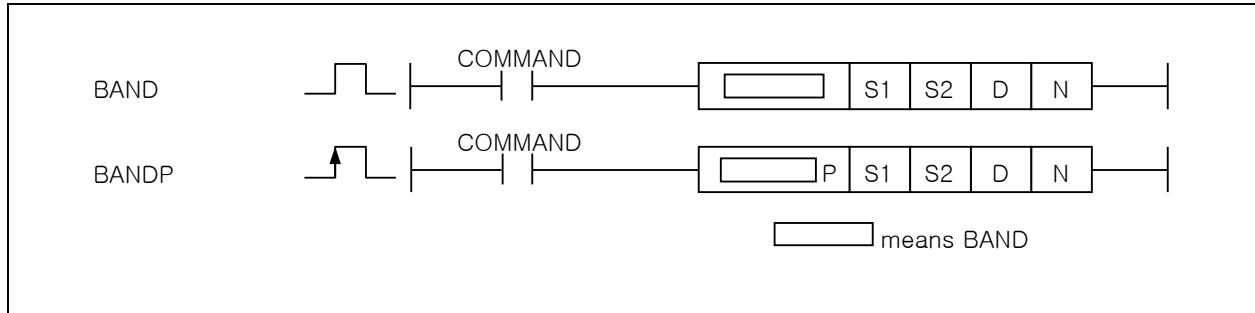 COMMAND
BAND S1 S2 D N
COMMAND
BANDP P S1 S2 D N
means BAND